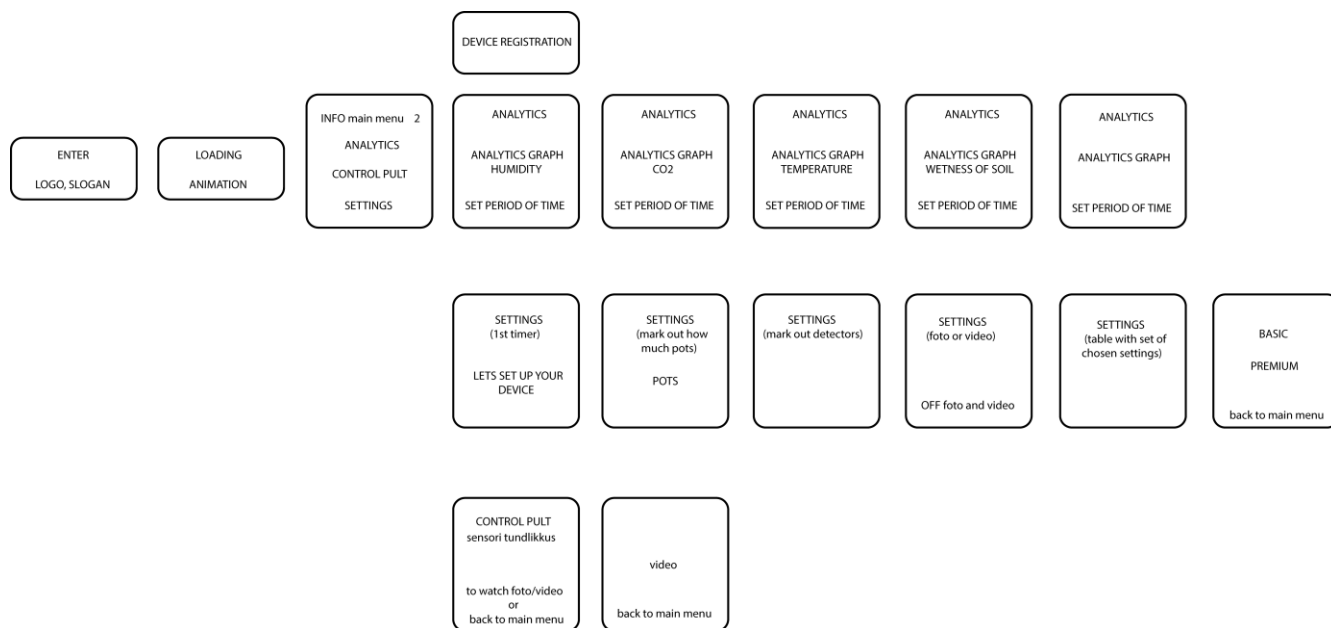 DEVICE REGISTRATION
ENTER
LOGO, SLOGAN
LOADING
ANIMATION
INFO main menu 2
ANALYTICS
CONTROL PULT
SETTINGS
ANALYTICS
ANALYTICS GRAPH
HUMIDITY
SET PERIOD OF TIME
ANALYTICS
ANALYTICS GRAPH
CO2
SET PERIOD OF TIME
ANALYTICS
ANALYTICS GRAPH
TEMPERATURE
SET PERIOD OF TIME
ANALYTICS
ANALYTICS GRAPH
WETNESS OF SOIL
SET PERIOD OF TIME
ANALYTICS
ANALYTICS GRAPH
SET PERIOD OF TIME
SETTINGS
(1st timer)
LETS SET UP YOUR
DEVICE
SETTINGS
(mark out how
much pots)
POTS
SETTINGS
(mark out detectors)
SETTINGS
(foto or video)
OFF foto and video
SETTINGS
(table with set of
chosen settings)
BASIC
PREMIUM
back to main menu
CONTROL PULT
sensori tundlikkus
to watch foto/video
or
back to main menu
video
back to main menu